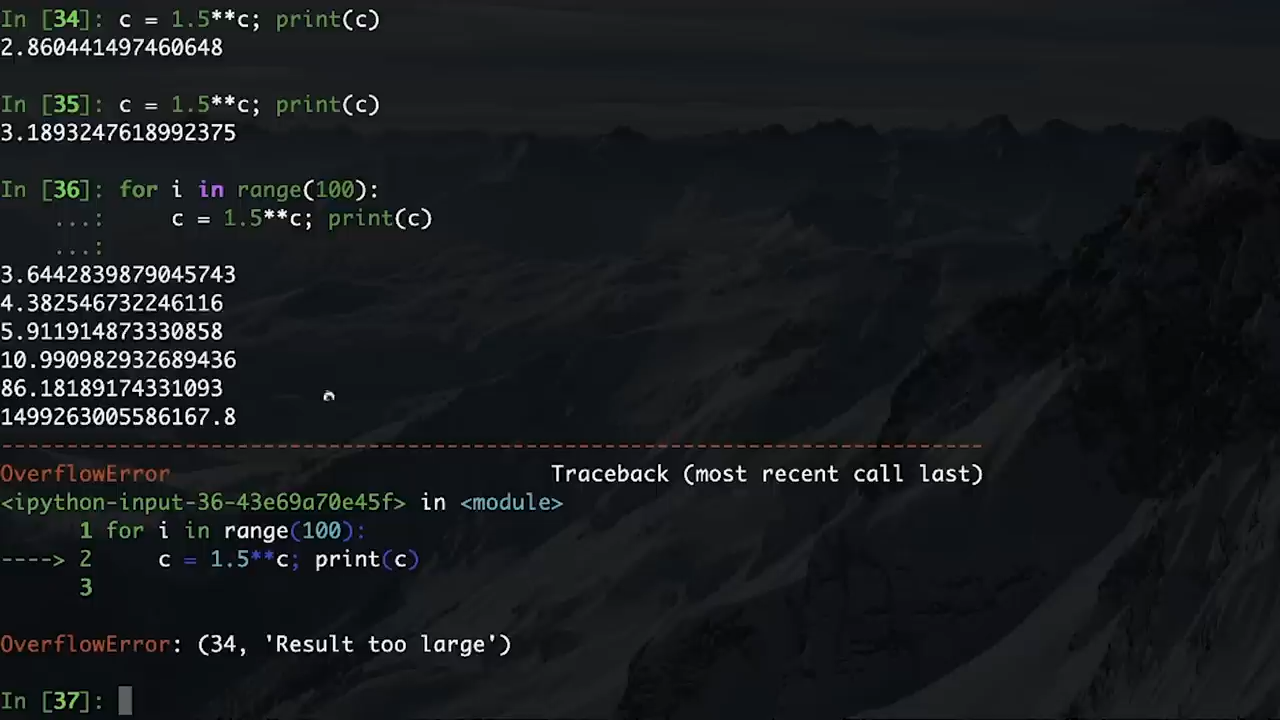 In [34]: c = 1.5**c; print(c)
2.860441497460648
In [35]: c = 1.5**c; print(c)
3.1893247618992375
In [36]: for i in range(100):
...: c = 1.5**c; print(c)
...:
3.6442839879045743
4.382546732246116
5.911914873330858
10.990982932689436
86.18189174331093
1499263005586167.8
---------------------------------------------------------------------------
OverflowError Traceback (most recent call last)
<ipython-input-36-43e69a70e45f> in <module>
1 for i in range(100):
----> 2 c = 1.5**c; print(c)
3
OverflowError: (34, 'Result too large')
In [37]: